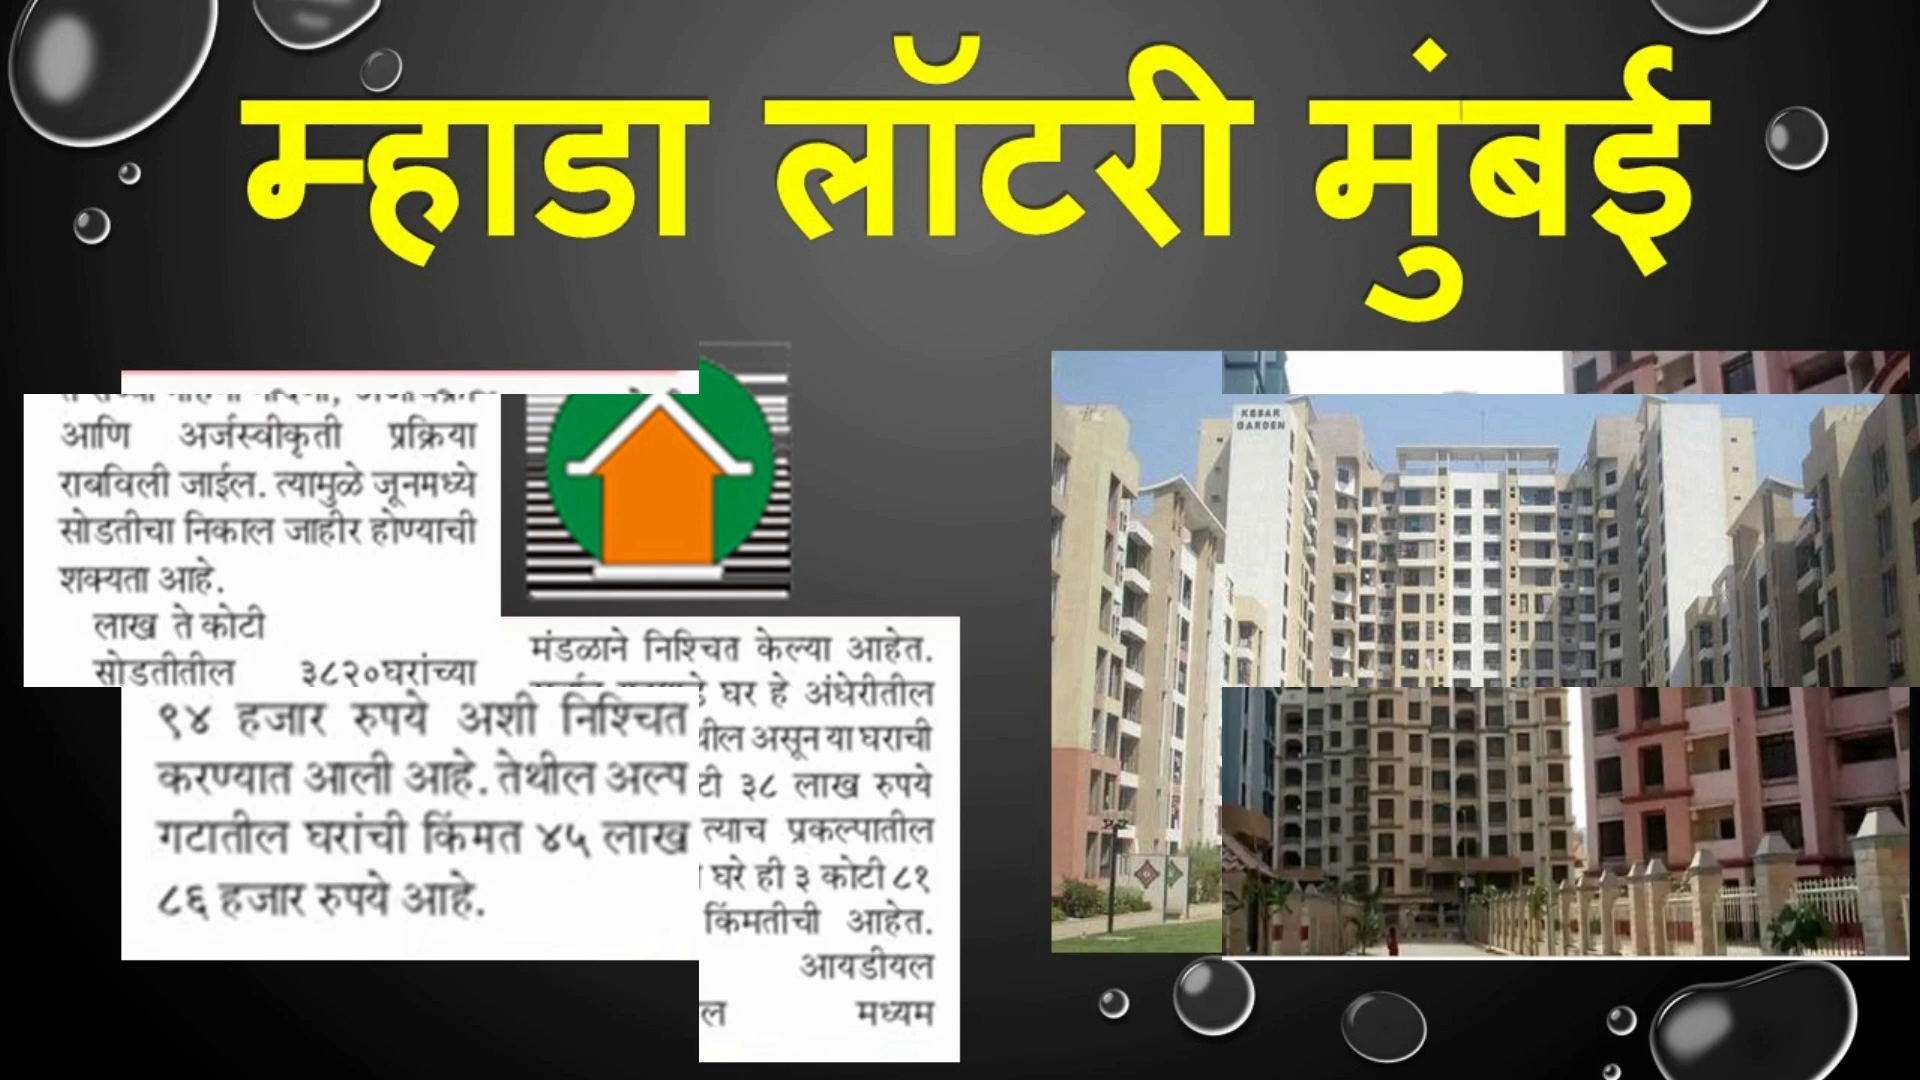 म्हाडा लॉटरी मुंबई
आणि अर्जस्वीकृती प्रक्रिया
राबविली जाईल. त्यामुळे जूनमध्ये
सोडतीचा निकाल जाहीर होण्याची
शक्यता आहे.
लाख ते कोटी
सोडतीतील ३८२०घरांच्या
९४ हजार रुपये अशी निश्चित
करण्यात आली आहे. तेथील अल्प
गटातील घरांची किंमत ४५ लाख
८६ हजार रुपये आहे.
मंडळाने निश्चित केल्या आहेत.
घर हे अंधेरीतील
असून या घराची
३८ लाख रुपये
त्याच प्रकल्पातील
घरे ही ३ कोटी ८१
किंमतीची आहेत.
आयडीयल
मध्यम
KESAR
GARDEN